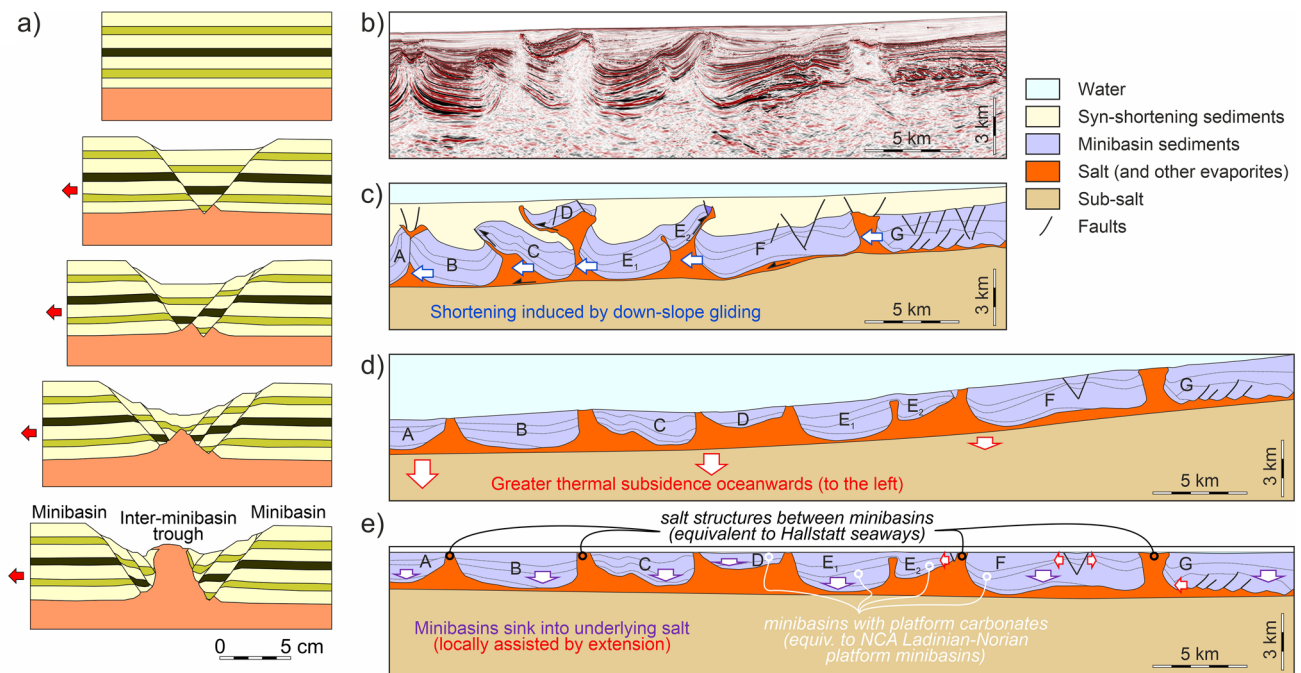 a)
Minibasin
Inter-minibasin
trough
Minibasin
0
5 cm
b)
5 km
3 km
Water
Syn-shortening sediments
Minibasin sediments
Salt (and other evaporites)
Sub-salt
Faults
c)
A
B
C
D
E1
E2
F
G
Shortening induced by down-slope gliding
5 km
3 km
d)
A
B
C
D
E1
E2
F
G
Greater thermal subsidence oceanwards (to the left)
5 km
3 km
e)
salt structures between minibasins
(equivalent to Hallstatt seaways)
A
B
C
D
E1
E2
F
G
Minibasins sink into underlying salt
(locally assisted by extension)
minibasins with platform carbonates
(equiv. to NCA Ladinian-Norian
platform minibasins)
5 km
3 km